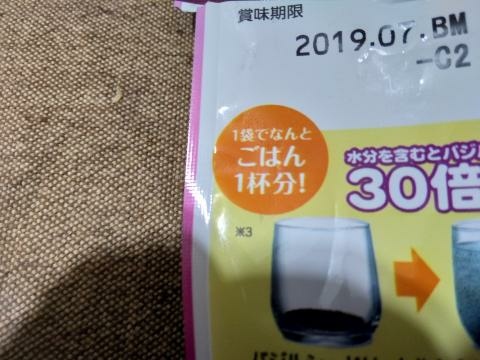 賞味期限
2019.07.BM
-C2
1袋でなんと
ごはん
1杯分!
水分を含むとバジル
30倍
※3